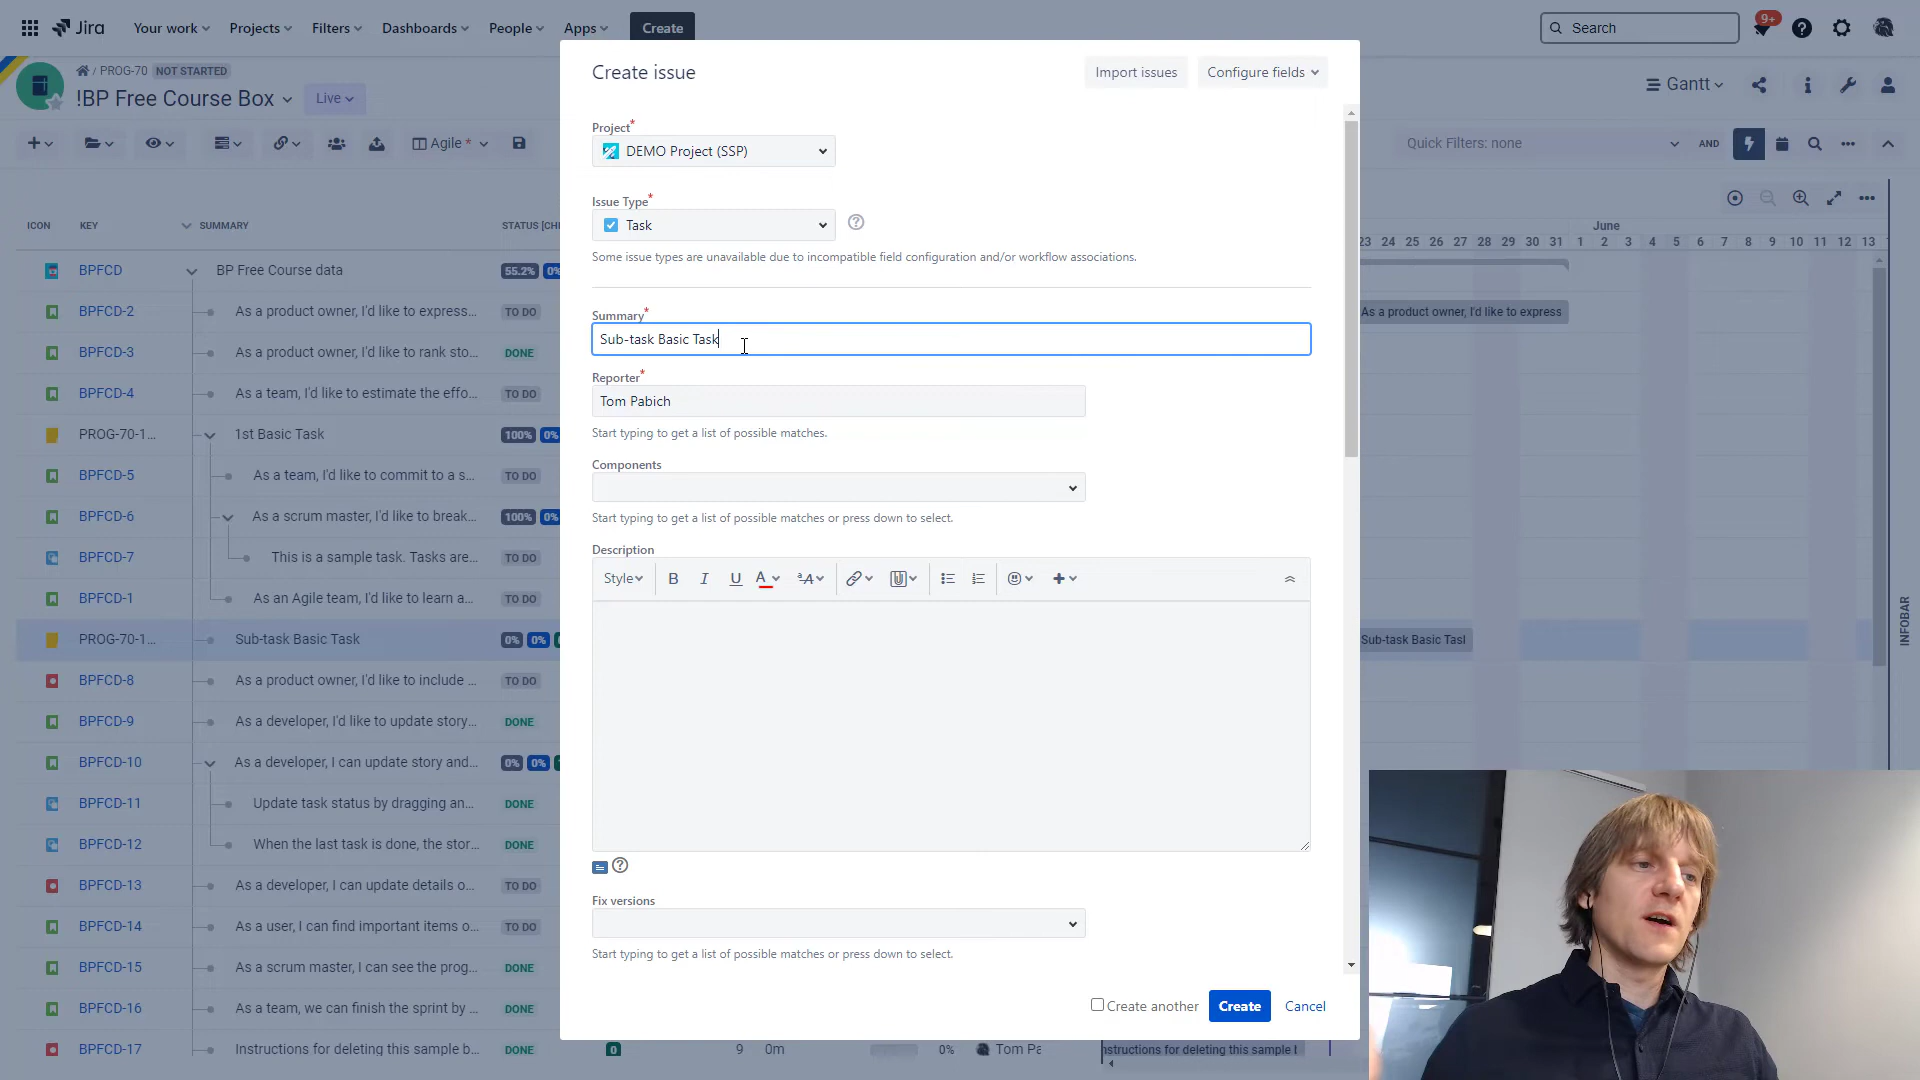 Jira
Your work
Projects
Filters
Dashboards
People
Apps
Create
Search
9+
/ PROG-70 NOT STARTED
!BP Free Course Box
Live
Gantt
Agile *
Quick Filters: none
AND
ICON KEY SUMMARY STATUS [CH
BPFCD BP Free Course data 55.2% 0%
BPFCD-2 As a product owner, I'd like to express... TO DO
BPFCD-3 As a product owner, I'd like to rank sto... DONE
BPFCD-4 As a team, I'd like to estimate the effo... TO DO
PROG-70-1... 1st Basic Task 100% 0%
BPFCD-5 As a team, I'd like to commit to a s... TO DO
BPFCD-6 As a scrum master, I'd like to break... 100% 0%
BPFCD-7 This is a sample task. Tasks are... TO DO
BPFCD-1 As an Agile team, I'd like to learn a... TO DO
PROG-70-1... Sub-task Basic Task 0% 0%
BPFCD-8 As a product owner, I'd like to include ... TO DO
BPFCD-9 As a developer, I'd like to update story... DONE
BPFCD-10 As a developer, I can update story and... 0% 0%
BPFCD-11 Update task status by dragging an... DONE
BPFCD-12 When the last task is done, the stor... DONE
BPFCD-13 As a developer, I can update details o... TO DO
BPFCD-14 As a user, I can find important items o... TO DO
BPFCD-15 As a scrum master, I can see the prog... DONE
BPFCD-16 As a team, we can finish the sprint by ... DONE
BPFCD-17 Instructions for deleting this sample b... DONE
0 9 0m 0% Tom Pa
nstructions for deleting this sample t
Create issue
Import issues
Configure fields
Project*
DEMO Project (SSP)
Issue Type*
Task
Some issue types are unavailable due to incompatible field configuration and/or workflow associations.
Summary*
Sub-task Basic Task
Reporter*
Tom Pabich
Start typing to get a list of possible matches.
Components
Start typing to get a list of possible matches or press down to select.
Description
Style
B I U A A
Fix versions
Start typing to get a list of possible matches or press down to select.
Create another
Create
Cancel
June
23 24 25 26 27 28 29 30 31 1 2 3 4 5 6 7 8 9 10 11 12 13
As a product owner, I'd like to express
Sub-task Basic Tasl
INFOBAR